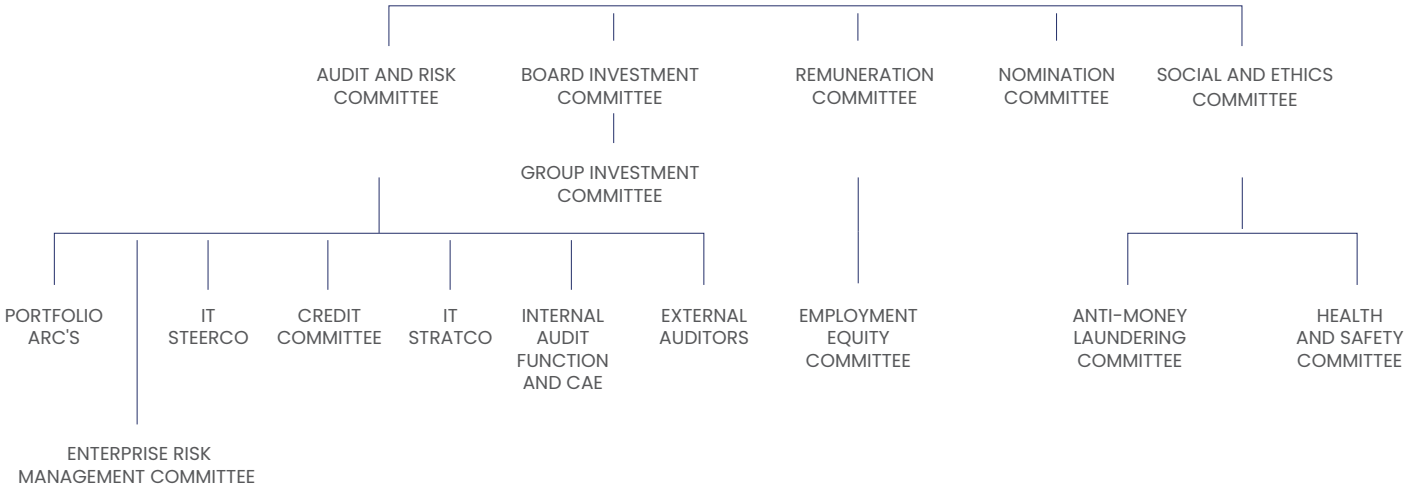 AUDIT AND RISK
COMMITTEE
BOARD INVESTMENT
COMMITTEE
REMUNERATION
COMMITTEE
NOMINATION
COMMITTEE
SOCIAL AND ETHICS
COMMITTEE
GROUP INVESTMENT
COMMITTEE
PORTFOLIO
ARC'S
IT
STEERCO
CREDIT
COMMITTEE
IT
STRATCO
INTERNAL
AUDIT
FUNCTION
AND CAE
EXTERNAL
AUDITORS
EMPLOYMENT
EQUITY
COMMITTEE
ANTI-MONEY
LAUNDERING
COMMITTEE
HEALTH
AND SAFETY
COMMITTEE
ENTERPRISE RISK
MANAGEMENT COMMITTEE